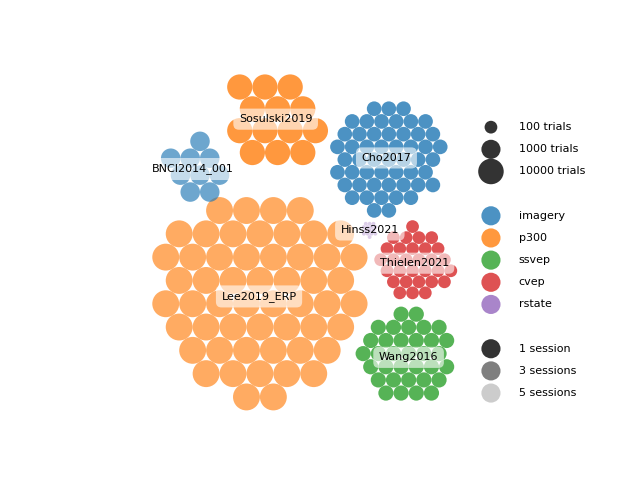 Sosulski2019
Cho2017
BNCI2014_001
Hinss2021
Thielen2021
Lee2019_ERP
Wang2016
100 trials
1000 trials
10000 trials
imagery
p300
ssvep
cvep
rstate
1 session
3 sessions
5 sessions